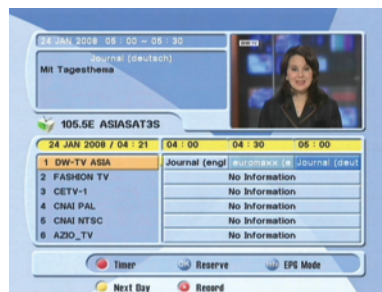 24 JAN 2008 05 : 00 ~ 05 : 30
Journal (deutsch)
Mit Tagesthema
DW-TV
105.5E ASIASAT3S
24 JAN 2008 / 04 : 21 04 : 00 04 : 30 05 : 00
1 DW-TV ASIA Journal (engl euromaxx (e Journal (deut
2 FASHION TV No Information
3 CETV-1 No Information
4 CNAI PAL No Information
5 CNAI NTSC No Information
6 AZIO_TV No Information
Timer Reserve EPG Mode
Next Day Record